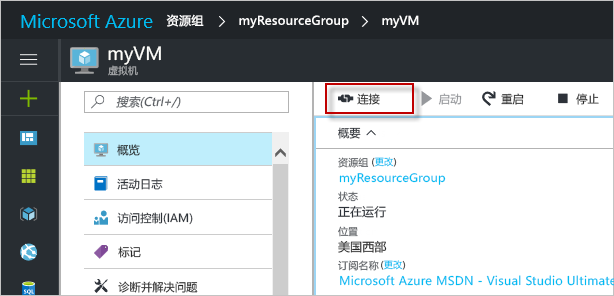 Microsoft Azure 资源组 > myResourceGroup > myVM
myVM
虚拟机
搜索(Ctrl+/)
概览
活动日志
访问控制(IAM)
标记
诊断并解决问题
连接 启动 重启 停止
概要
资源组 (更改)
myResourceGroup
状态
正在运行
位置
美国西部
订阅名称 (更改)
Microsoft Azure MSDN - Visual Studio Ultimate
SQL